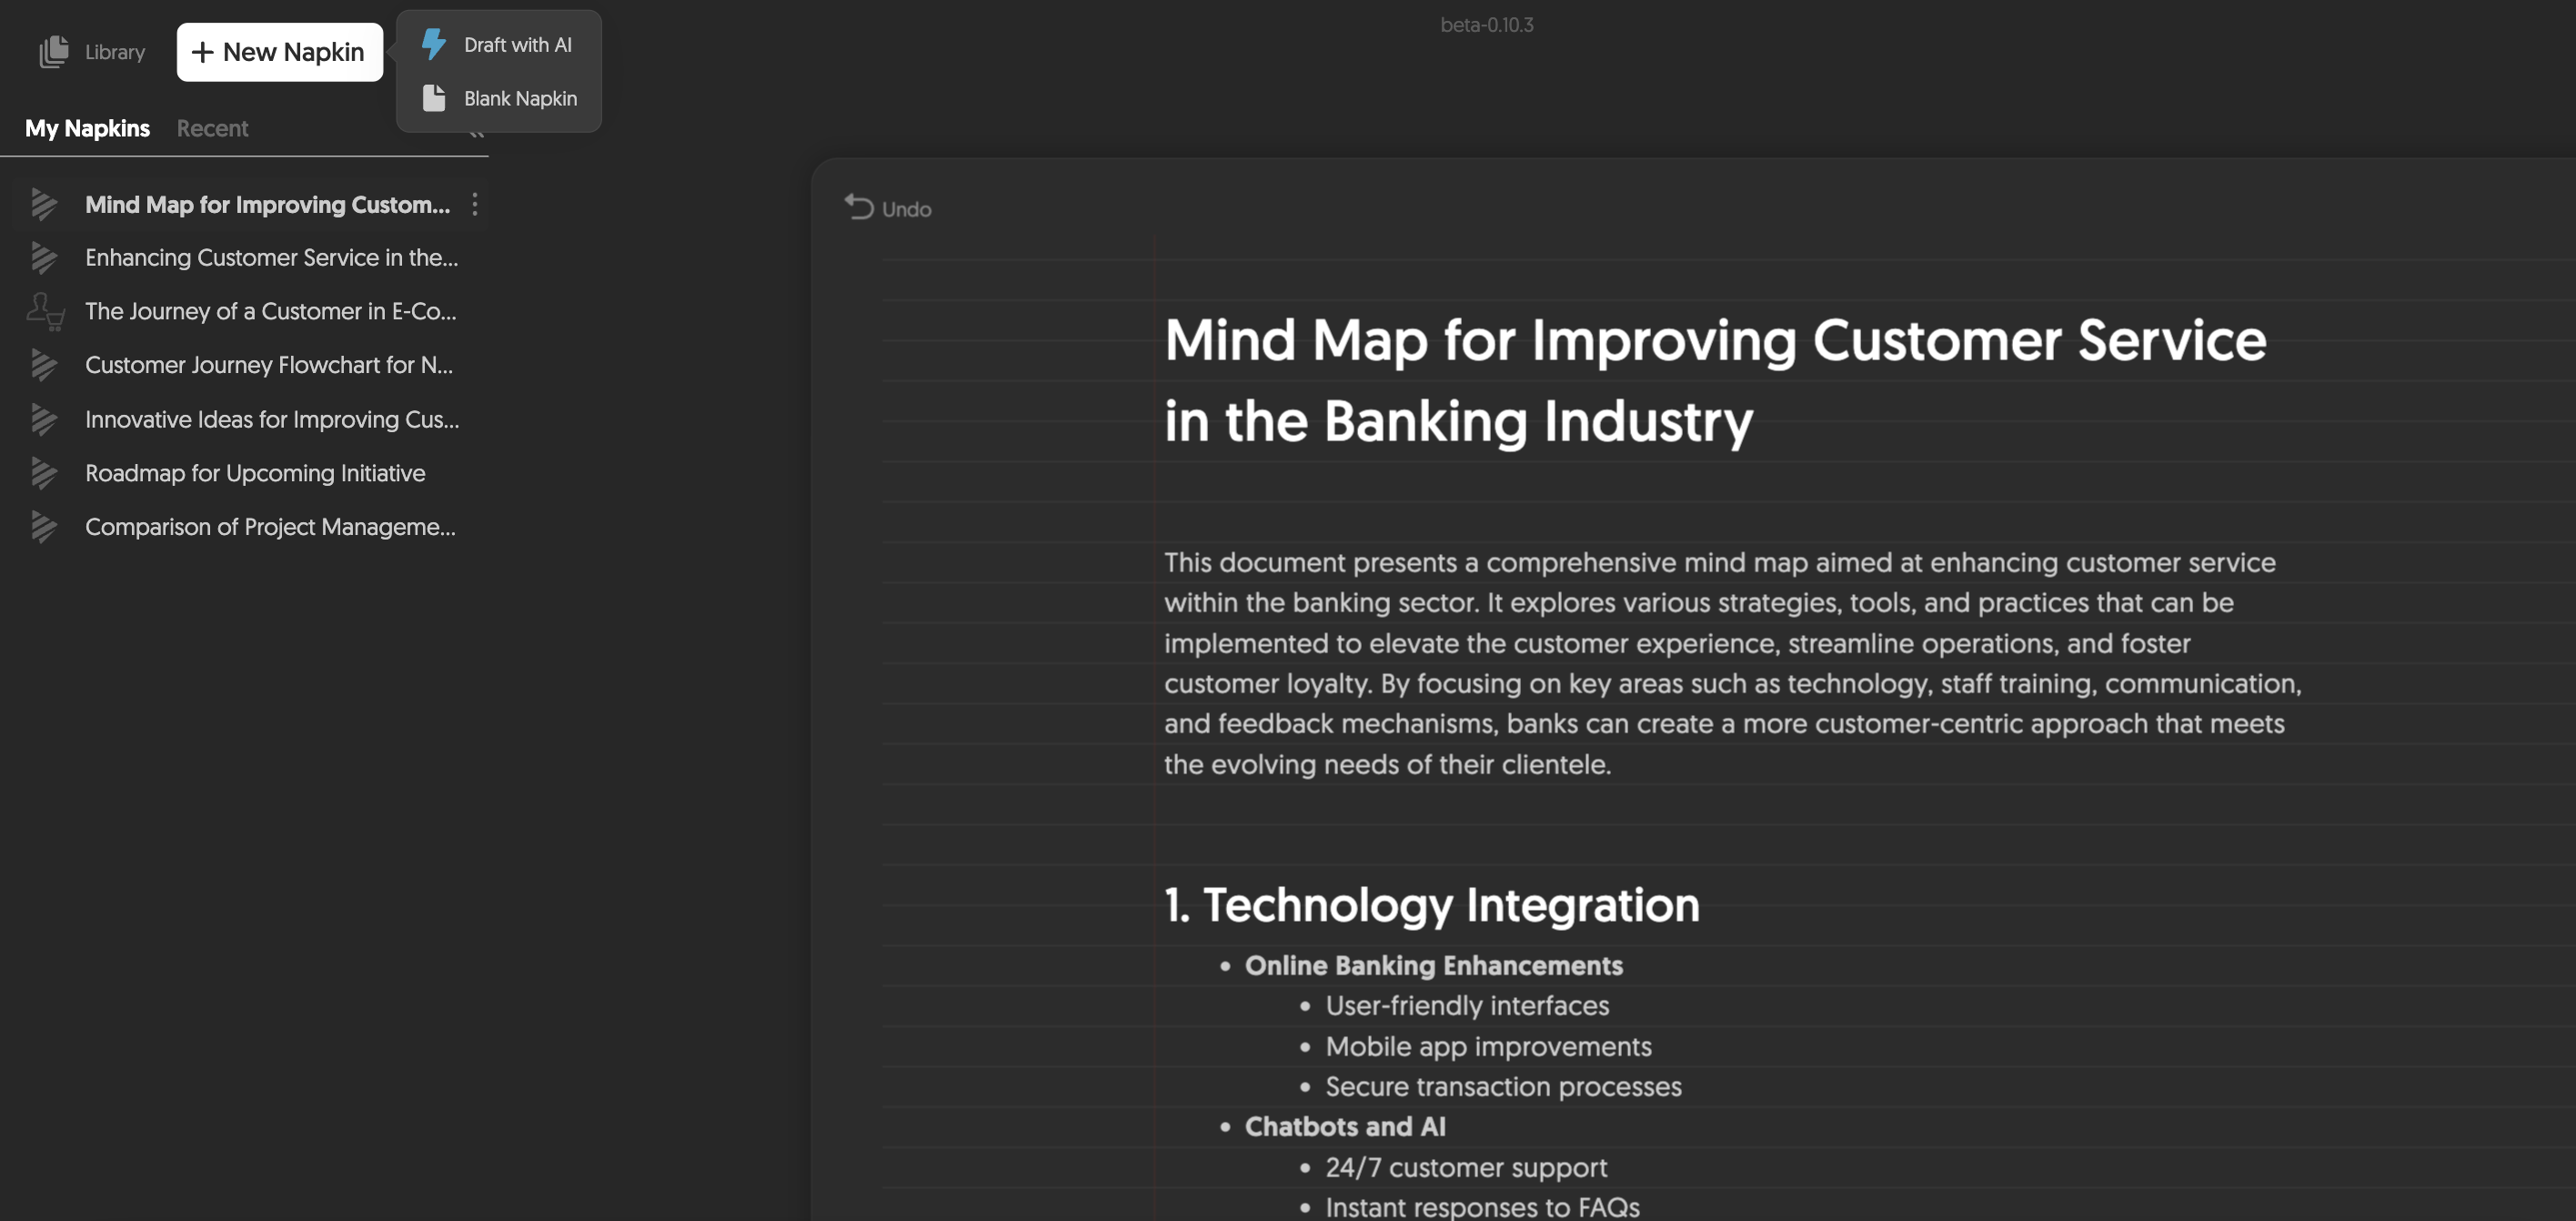 Library
+ New Napkin
Draft with AI
Blank Napkin
beta-0.10.3
My Napkins
Recent
Mind Map for Improving Custom...
Enhancing Customer Service in the...
The Journey of a Customer in E-Co...
Customer Journey Flowchart for N...
Innovative Ideas for Improving Cus...
Roadmap for Upcoming Initiative
Comparison of Project Manageme...
Undo
Mind Map for Improving Customer Service
in the Banking Industry
This document presents a comprehensive mind map aimed at enhancing customer service
within the banking sector. It explores various strategies, tools, and practices that can be
implemented to elevate the customer experience, streamline operations, and foster
customer loyalty. By focusing on key areas such as technology, staff training, communication,
and feedback mechanisms, banks can create a more customer-centric approach that meets
the evolving needs of their clientele.
1. Technology Integration
• Online Banking Enhancements
• User-friendly interfaces
• Mobile app improvements
• Secure transaction processes
• Chatbots and AI
• 24/7 customer support
• Instant responses to FAQs